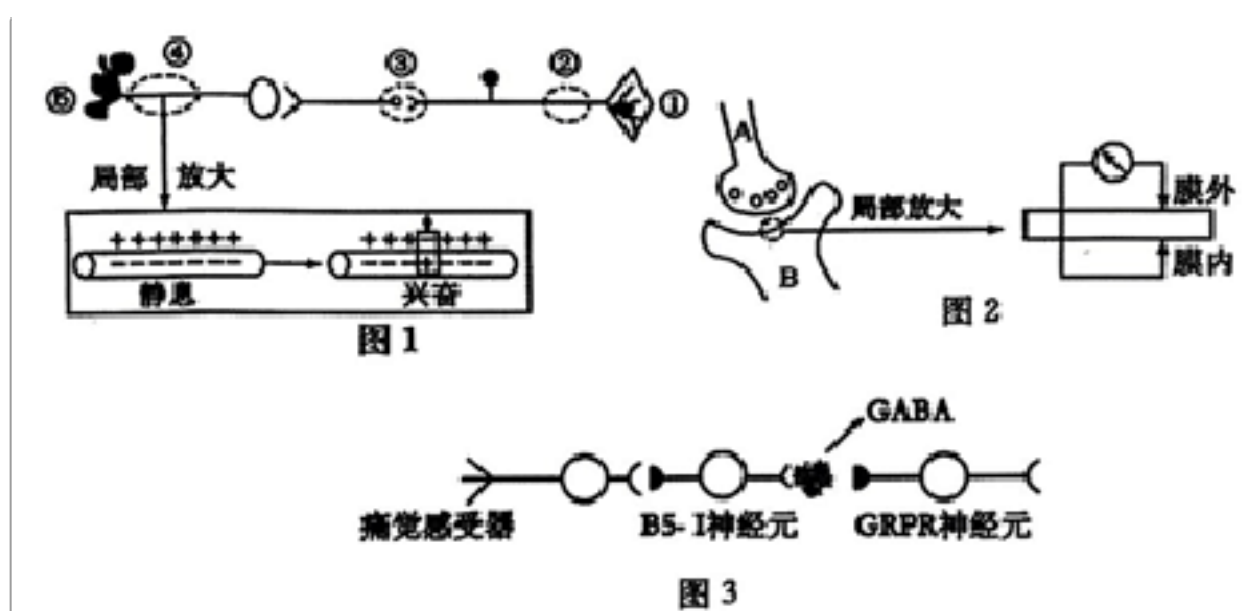 ④
③
②
⑤
①
局部 放大
+ + + + + + +
静息
兴奋
图 1
A
B
局部放大
膜外
膜内
图 2
GABA
痛觉感受器
B5-I神经元
GRPR神经元
图 3